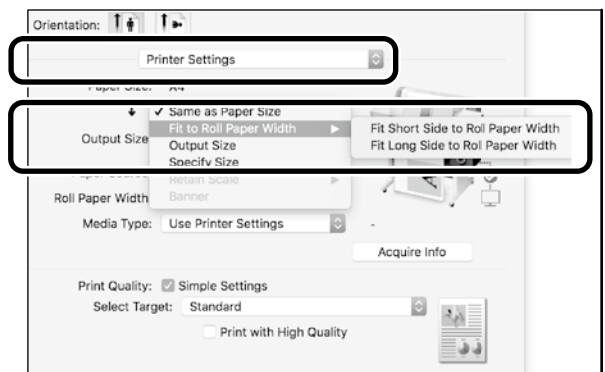 Orientation:
Printer Settings
Paper Size: A4
✓ Same as Paper Size
Fit to Roll Paper Width
Fit Short Side to Roll Paper Width
Output Size:
Output Size
Fit Long Side to Roll Paper Width
Specify Size
Retain Scale
Roll Paper Width
Banner
Media Type: Use Printer Settings -
Acquire Info
Print Quality: Simple Settings
Select Target: Standard
Print with High Quality